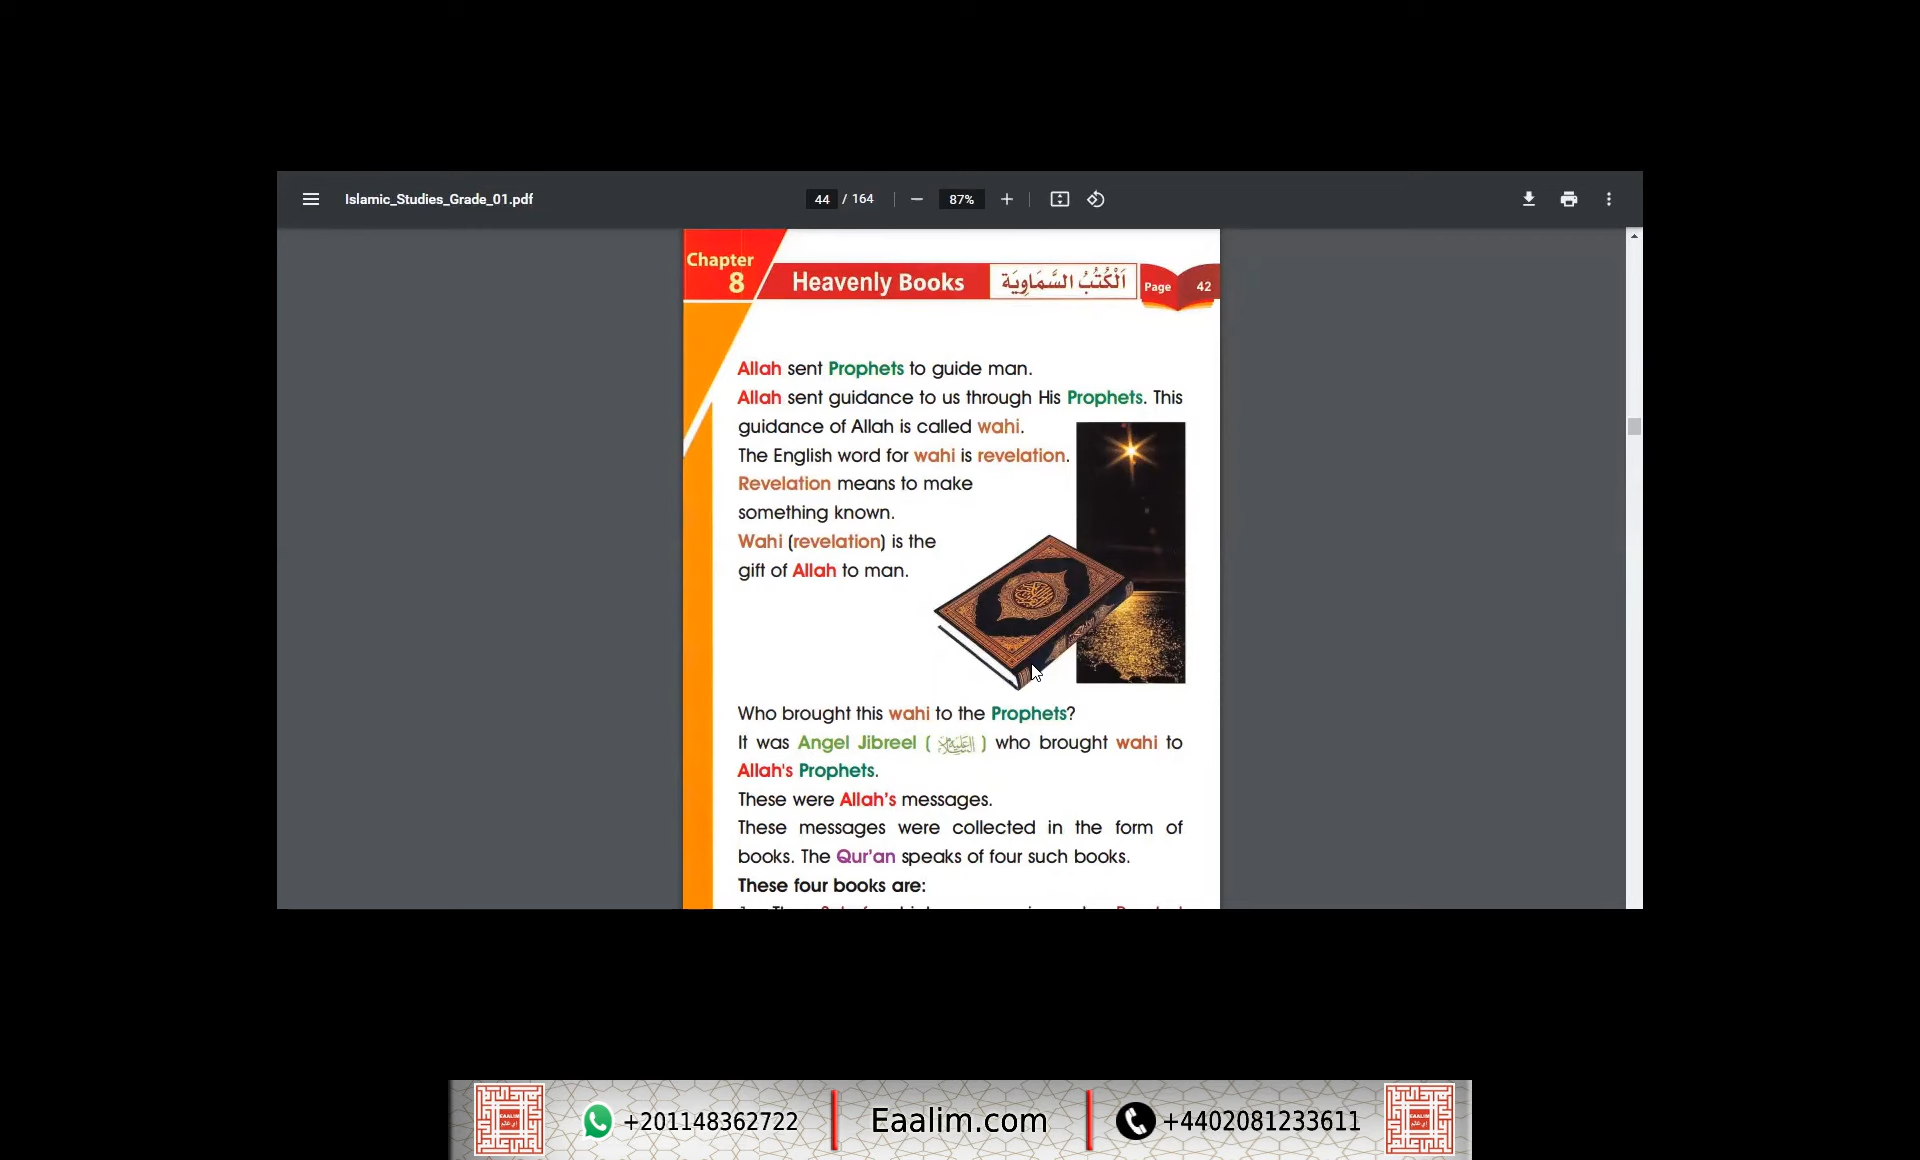 Islamic_Studies_Grade_01.pdf
44 / 164
87%
Chapter
8
Heavenly Books
اَلْكُتُبُ السَّمَاوِيَة
Page 42
Allah sent Prophets to guide man.
Allah sent guidance to us through His Prophets. This
guidance of Allah is called wahi.
The English word for wahi is revelation.
Revelation means to make
something known.
Wahi (revelation) is the
gift of Allah to man.
Who brought this wahi to the Prophets?
It was Angel Jibreel ( عليه السلام ) who brought wahi to
Allah's Prophets.
These were Allah's messages.
These messages were collected in the form of
books. The Qur'an speaks of four such books.
These four books are:
EAALIM
+201148362722
Eaalim.com
+4402081233611
EAALIM